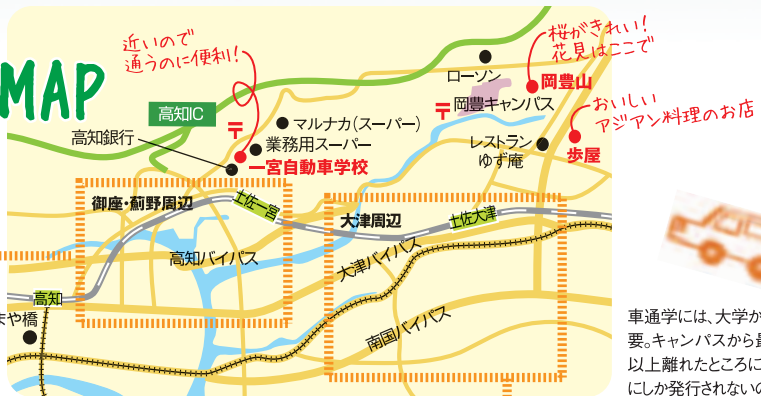 MAP
近いので
通うのに便利!
高知IC
高知銀行
マルナカ(スーパー)
業務用スーパー
一宮自動車学校
桜がきれい!
花見はここで
ローソン
岡豊山
岡豊キャンパス
おいしい
アジアン料理のお店
レストラン
ゆず庵
歩屋
御座・薊野周辺
土佐一宮
大津周辺
土佐大津
高知バイパス
大津バイパス
南国バイパス
高知
まや橋
車通学には、大学か
要。キャンパスから最
以上離れたところに
にしか発行されないの